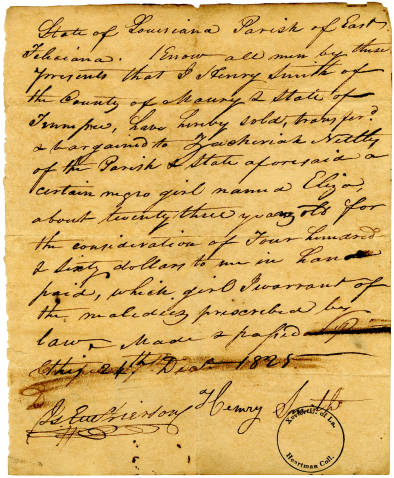 State of Louisiana Parish of East
Feliciana. Know all men by these
presents that I Henry Smith of
the County of Maury & State of
Tennessee, have hereby sold, transfer.d
& bargained to Zachariah Nettles
of the Parish & State aforesaid a
certain negro girl named Eliza,
about twenty three years old for
the consideration of Four hundred
& sixty dollars to me in hand
paid, which girl I warrant of
the maladies prescribed by
law. Made & passed
this 24th Decr 1825
Henry Smith
Xavier U. of La.
Heartman Coll.